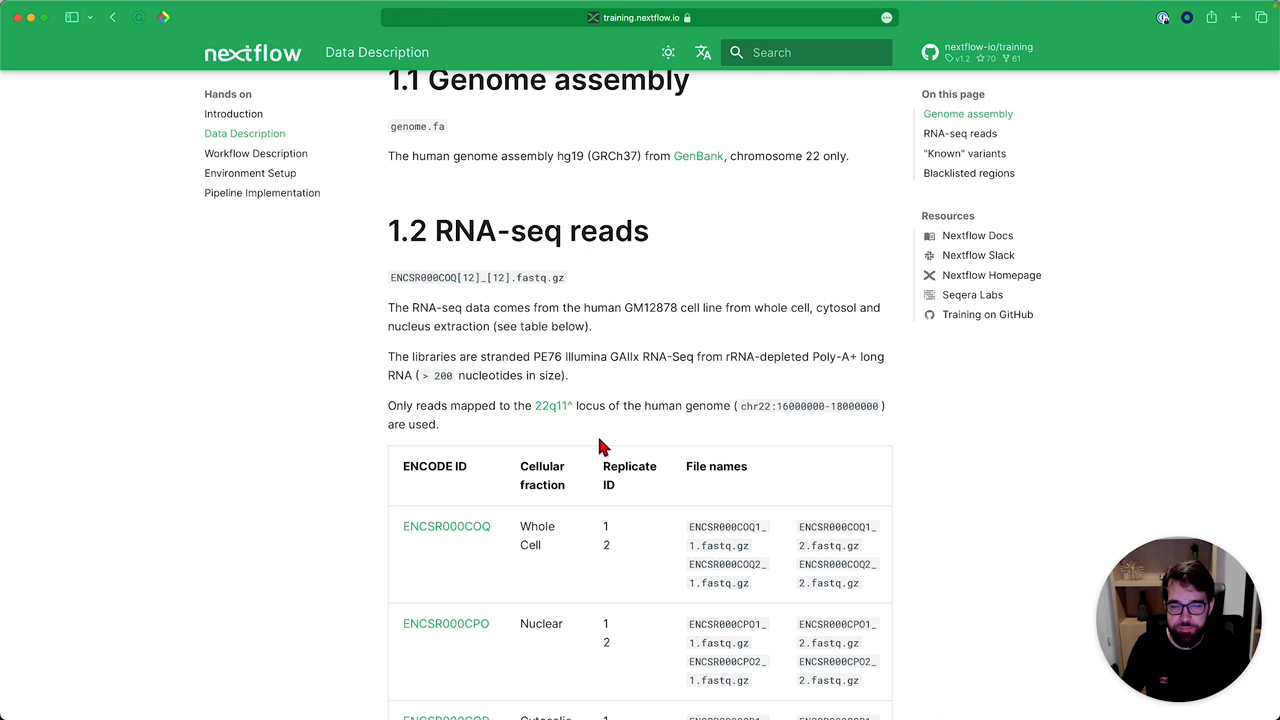 training.nextflow.io
nextflow
Data Description
Search
nextflow-io/training
v1.2 70 61
Hands on
Introduction
Data Description
Workflow Description
Environment Setup
Pipeline Implementation
1.1 Genome assembly
genome.fa
The human genome assembly hg19 (GRCh37) from GenBank, chromosome 22 only.
1.2 RNA-seq reads
ENCSR000COQ[12]_[12].fastq.gz
The RNA-seq data comes from the human GM12878 cell line from whole cell, cytosol and
nucleus extraction (see table below).
The libraries are stranded PE76 Illumina GAIIx RNA-Seq from rRNA-depleted Poly-A+ long
RNA ( > 200 nucleotides in size).
Only reads mapped to the 22q11^ locus of the human genome ( chr22:16000000-18000000 )
are used.
ENCODE ID Cellular fraction Replicate ID File names
ENCSR000COQ Whole Cell 1 2
ENCSR000COQ1_ ENCSR000COQ1_
1.fastq.gz 2.fastq.gz
ENCSR000COQ2_ ENCSR000COQ2_
1.fastq.gz 2.fastq.gz
ENCSR000CPO Nuclear 1 2
ENCSR000CPO1_ ENCSR000CPO1_
1.fastq.gz 2.fastq.gz
ENCSR000CPO2_ ENCSR000CPO2_
1.fastq.gz 2.fastq.gz
On this page
Genome assembly
RNA-seq reads
"Known" variants
Blacklisted regions
Resources
Nextflow Docs
Nextflow Slack
Nextflow Homepage
Seqera Labs
Training on GitHub